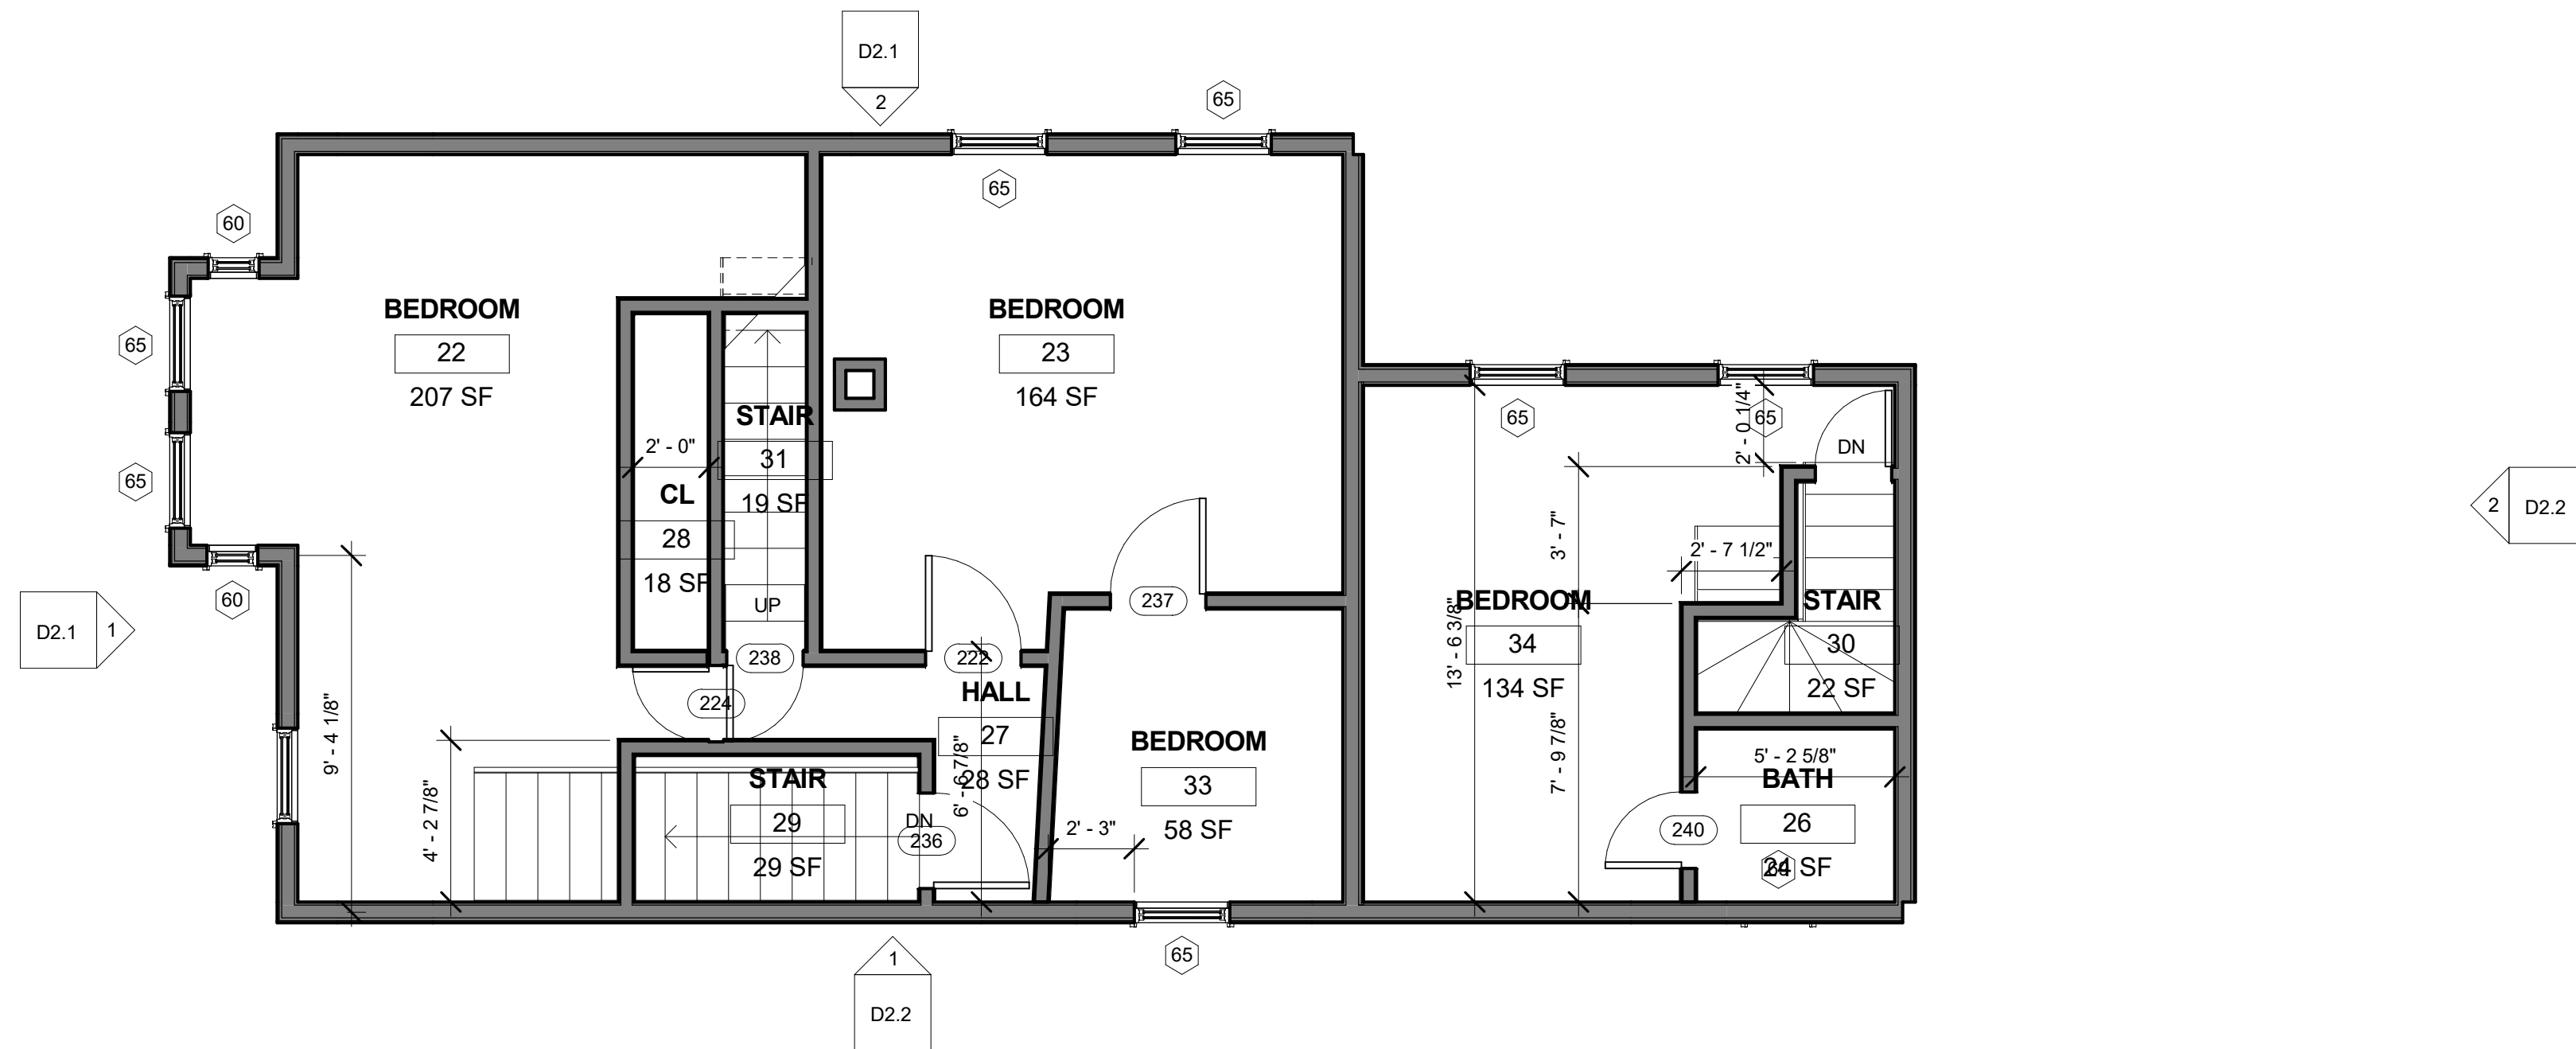 D2.1
2
65
65
60
65
65
60
D2.1
1
BEDROOM
22
207 SF
BEDROOM
23
164 SF
STAIR
31
19 SF
2' - 0"
CL
28
18 SF
UP
238
224
222
237
HALL
27
28 SF
6' - 6 7/8"
9' - 4 1/8"
4' - 2 7/8"
STAIR
29
29 SF
DN
236
2' - 3"
BEDROOM
33
58 SF
65
1
D2.2
65
65
2' - 0 1/4"
DN
3' - 7"
2' - 7 1/2"
13' - 6 3/8"
BEDROOM
34
134 SF
STAIR
30
22 SF
7' - 9 7/8"
5' - 2 5/8"
BATH
26
24 SF
60
240
2
D2.2